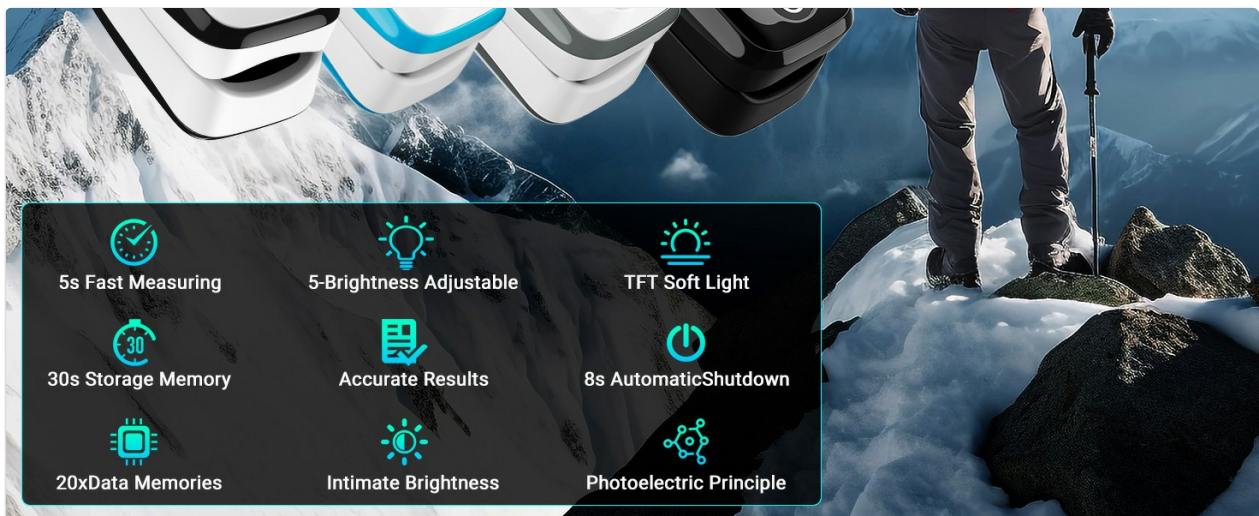 5s Fast Measuring
5-Brightness Adjustable
TFT Soft Light
30
30s Storage Memory
Accurate Results
8s AutomaticShutdown
20xData Memories
Intimate Brightness
Photoelectric Principle